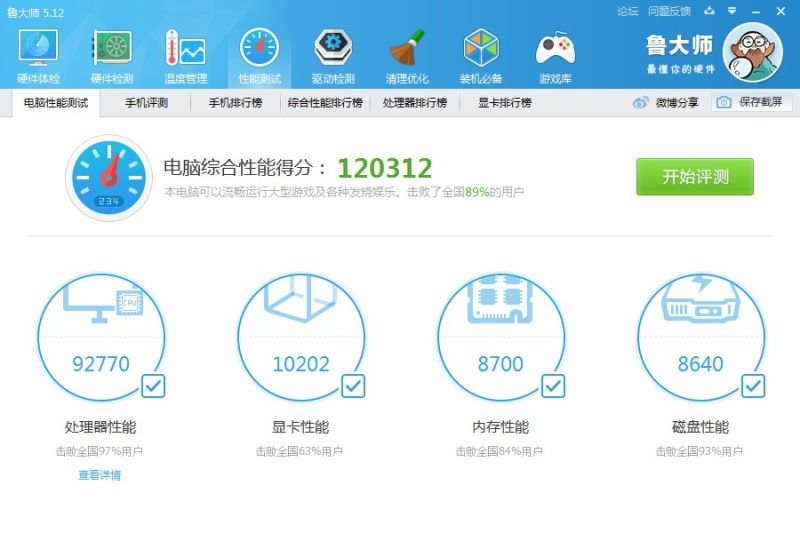 鲁大师 5.12
论坛 问题反馈
硬件体检 硬件检测 温度管理 性能测试 驱动检测 清理优化 装机必备 游戏库
鲁大师
最懂你的硬件
电脑性能测试 手机评测 手机排行榜 综合性能排行榜 处理器排行榜 显卡排行榜 微博分享 保存截屏
234
电脑综合性能得分： 120312
本电脑可以流畅运行大型游戏及各种发烧娱乐。击败了全国89%的用户
开始评测
CPU
92770 10202 8700 8640
处理器性能 显卡性能 内存性能 磁盘性能
击败全国97%用户 击败全国63%用户 击败全国84%用户 击败全国93%用户
查看详情